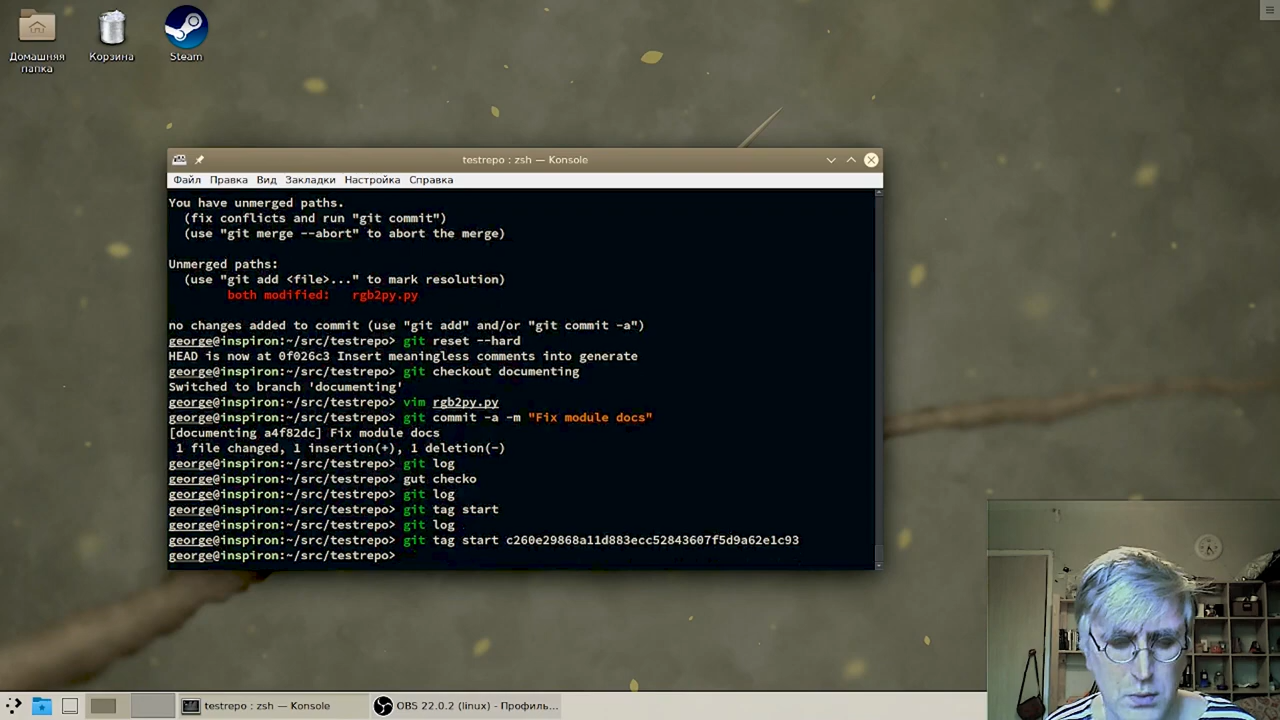 Домашняя
папка
Корзина
Steam
testrepo : zsh — Konsole
Файл Правка Вид Закладки Настройка Справка
You have unmerged paths.
(fix conflicts and run "git commit")
(use "git merge --abort" to abort the merge)
Unmerged paths:
(use "git add <file>..." to mark resolution)
both modified: rgb2py.py
no changes added to commit (use "git add" and/or "git commit -a")
george@inspiron:~/src/testrepo> git reset --hard
HEAD is now at 0f026c3 Insert meaningless comments into generate
george@inspiron:~/src/testrepo> git checkout documenting
Switched to branch 'documenting'
george@inspiron:~/src/testrepo> vim rgb2py.py
george@inspiron:~/src/testrepo> git commit -a -m "Fix module docs"
[documenting a4f82dc] Fix module docs
1 file changed, 1 insertion(+), 1 deletion(-)
george@inspiron:~/src/testrepo> git log
george@inspiron:~/src/testrepo> gut checko
george@inspiron:~/src/testrepo> git log
george@inspiron:~/src/testrepo> git tag start
george@inspiron:~/src/testrepo> git log
george@inspiron:~/src/testrepo> git tag start c260e29868a11d883ecc52843607f5d9a62e1c93
george@inspiron:~/src/testrepo>
testrepo : zsh — Konsole
OBS 22.0.2 (linux) - Профиль...